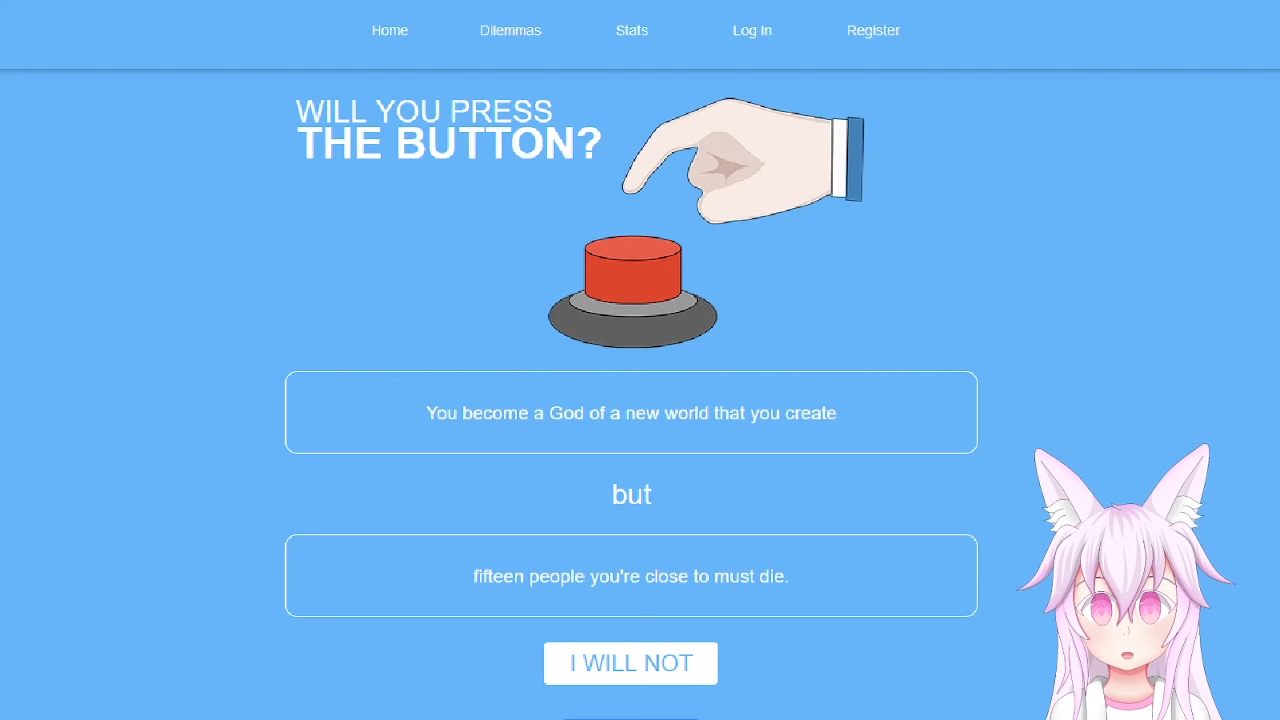 Home Dilemmas Stats Log in Register
WILL YOU PRESS
THE BUTTON?
You become a God of a new world that you create
but
fifteen people you're close to must die.
I WILL NOT